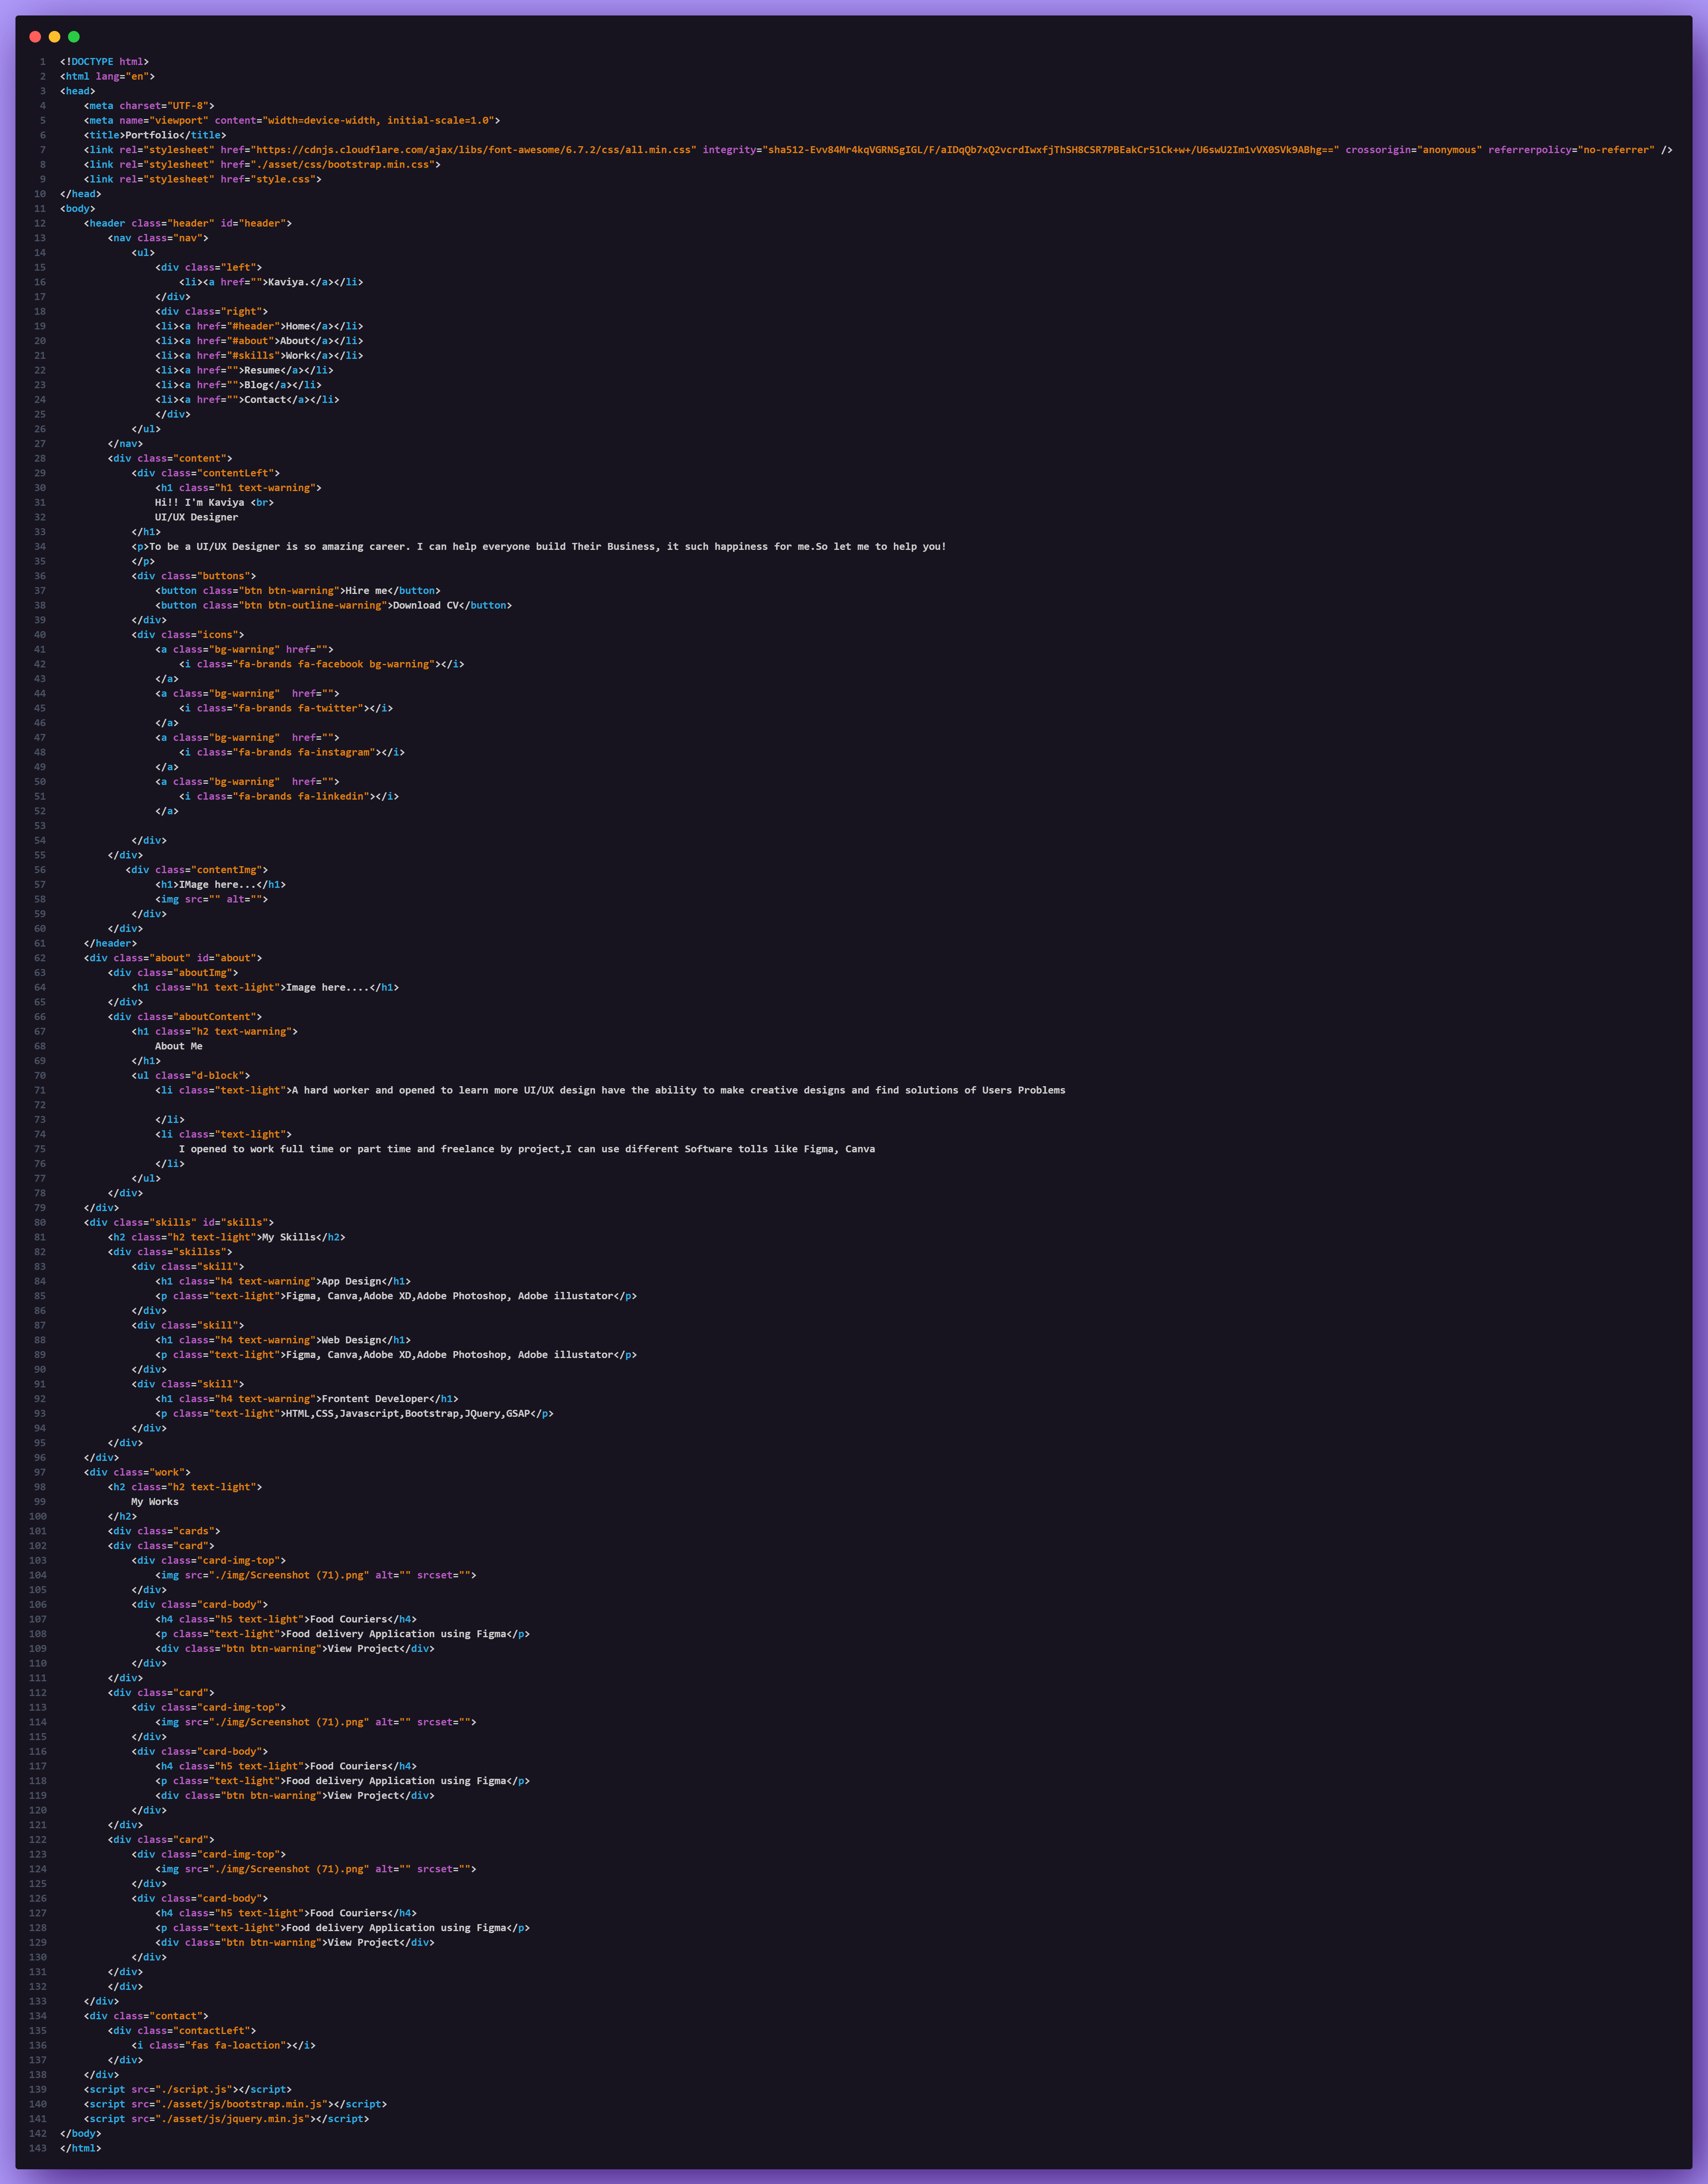 1 <!DOCTYPE html>
2 <html lang="en">
3 <head>
4     <meta charset="UTF-8">
5     <meta name="viewport" content="width=device-width, initial-scale=1.0">
6     <title>Portfolio</title>
7     <link rel="stylesheet" href="https://cdnjs.cloudflare.com/ajax/libs/font-awesome/6.7.2/css/all.min.css" integrity="sha512-Evv84Mr4kqVGRNSgIGL/F/aIDqQb7xQ2vcrdIwxfjThSH8CSR7PBEakCr51Ck+w+/U6swU2Im1vVX0SVk9ABhg==" crossorigin="anonymous" referrerpolicy="no-referrer" />
8     <link rel="stylesheet" href="./asset/css/bootstrap.min.css">
9     <link rel="stylesheet" href="style.css">
10 </head>
11 <body>
12     <header class="header" id="header">
13         <nav class="nav">
14             <ul>
15                 <div class="left">
16                     <li><a href="">Kaviya.</a></li>
17                 </div>
18                 <div class="right">
19                 <li><a href="#header">Home</a></li>
20                 <li><a href="#about">About</a></li>
21                 <li><a href="#skills">Work</a></li>
22                 <li><a href="">Resume</a></li>
23                 <li><a href="">Blog</a></li>
24                 <li><a href="">Contact</a></li>
25                 </div>
26             </ul>
27         </nav>
28         <div class="content">
29             <div class="contentLeft">
30                 <h1 class="h1 text-warning">
31                 Hi!! I'm Kaviya <br>
32                 UI/UX Designer
33             </h1>
34             <p>To be a UI/UX Designer is so amazing career. I can help everyone build Their Business, it such happiness for me.So let me to help you!
35             </p>
36             <div class="buttons">
37                 <button class="btn btn-warning">Hire me</button>
38                 <button class="btn btn-outline-warning">Download CV</button>
39             </div>
40             <div class="icons">
41                 <a class="bg-warning" href="">
42                     <i class="fa-brands fa-facebook bg-warning"></i>
43                 </a>
44                 <a class="bg-warning"  href="">
45                     <i class="fa-brands fa-twitter"></i>
46                 </a>
47                 <a class="bg-warning"  href="">
48                     <i class="fa-brands fa-instagram"></i>
49                 </a>
50                 <a class="bg-warning"  href="">
51                     <i class="fa-brands fa-linkedin"></i>
52                 </a>
53
54             </div>
55         </div>
56            <div class="contentImg">
57                 <h1>IMage here...</h1>
58                 <img src="" alt="">
59             </div>
60         </div>
61     </header>
62     <div class="about" id="about">
63         <div class="aboutImg">
64             <h1 class="h1 text-light">Image here....</h1>
65         </div>
66         <div class="aboutContent">
67             <h1 class="h2 text-warning">
68                 About Me
69             </h1>
70             <ul class="d-block">
71                 <li class="text-light">A hard worker and opened to learn more UI/UX design have the ability to make creative designs and find solutions of Users Problems
72
73                 </li>
74                 <li class="text-light">
75                     I opened to work full time or part time and freelance by project,I can use different Software tolls like Figma, Canva
76                 </li>
77             </ul>
78         </div>
79     </div>
80     <div class="skills" id="skills">
81         <h2 class="h2 text-light">My Skills</h2>
82         <div class="skillss">
83             <div class="skill">
84                 <h1 class="h4 text-warning">App Design</h1>
85                 <p class="text-light">Figma, Canva,Adobe XD,Adobe Photoshop, Adobe illustator</p>
86             </div>
87             <div class="skill">
88                 <h1 class="h4 text-warning">Web Design</h1>
89                 <p class="text-light">Figma, Canva,Adobe XD,Adobe Photoshop, Adobe illustator</p>
90             </div>
91             <div class="skill">
92                 <h1 class="h4 text-warning">Frontent Developer</h1>
93                 <p class="text-light">HTML,CSS,Javascript,Bootstrap,JQuery,GSAP</p>
94             </div>
95         </div>
96     </div>
97     <div class="work">
98         <h2 class="h2 text-light">
99             My Works
100         </h2>
101         <div class="cards">
102         <div class="card">
103             <div class="card-img-top">
104                 <img src="./img/Screenshot (71).png" alt="" srcset="">
105             </div>
106             <div class="card-body">
107                 <h4 class="h5 text-light">Food Couriers</h4>
108                 <p class="text-light">Food delivery Application using Figma</p>
109                 <div class="btn btn-warning">View Project</div>
110             </div>
111         </div>
112         <div class="card">
113             <div class="card-img-top">
114                 <img src="./img/Screenshot (71).png" alt="" srcset="">
115             </div>
116             <div class="card-body">
117                 <h4 class="h5 text-light">Food Couriers</h4>
118                 <p class="text-light">Food delivery Application using Figma</p>
119                 <div class="btn btn-warning">View Project</div>
120             </div>
121         </div>
122         <div class="card">
123             <div class="card-img-top">
124                 <img src="./img/Screenshot (71).png" alt="" srcset="">
125             </div>
126             <div class="card-body">
127                 <h4 class="h5 text-light">Food Couriers</h4>
128                 <p class="text-light">Food delivery Application using Figma</p>
129                 <div class="btn btn-warning">View Project</div>
130             </div>
131         </div>
132         </div>
133     </div>
134     <div class="contact">
135         <div class="contactLeft">
136             <i class="fas fa-loaction"></i>
137         </div>
138     </div>
139     <script src="./script.js"></script>
140     <script src="./asset/js/bootstrap.min.js"></script>
141     <script src="./asset/js/jquery.min.js"></script>
142 </body>
143 </html>